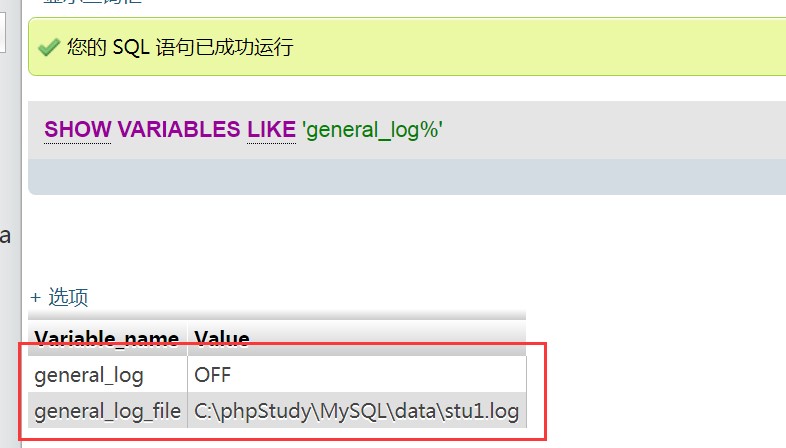 您的 SQL 语句已成功运行
SHOW VARIABLES LIKE 'general_log%'
a
+ 选项
Variable_name Value
general_log OFF
general_log_file C:\phpStudy\MySQL\data\stu1.log